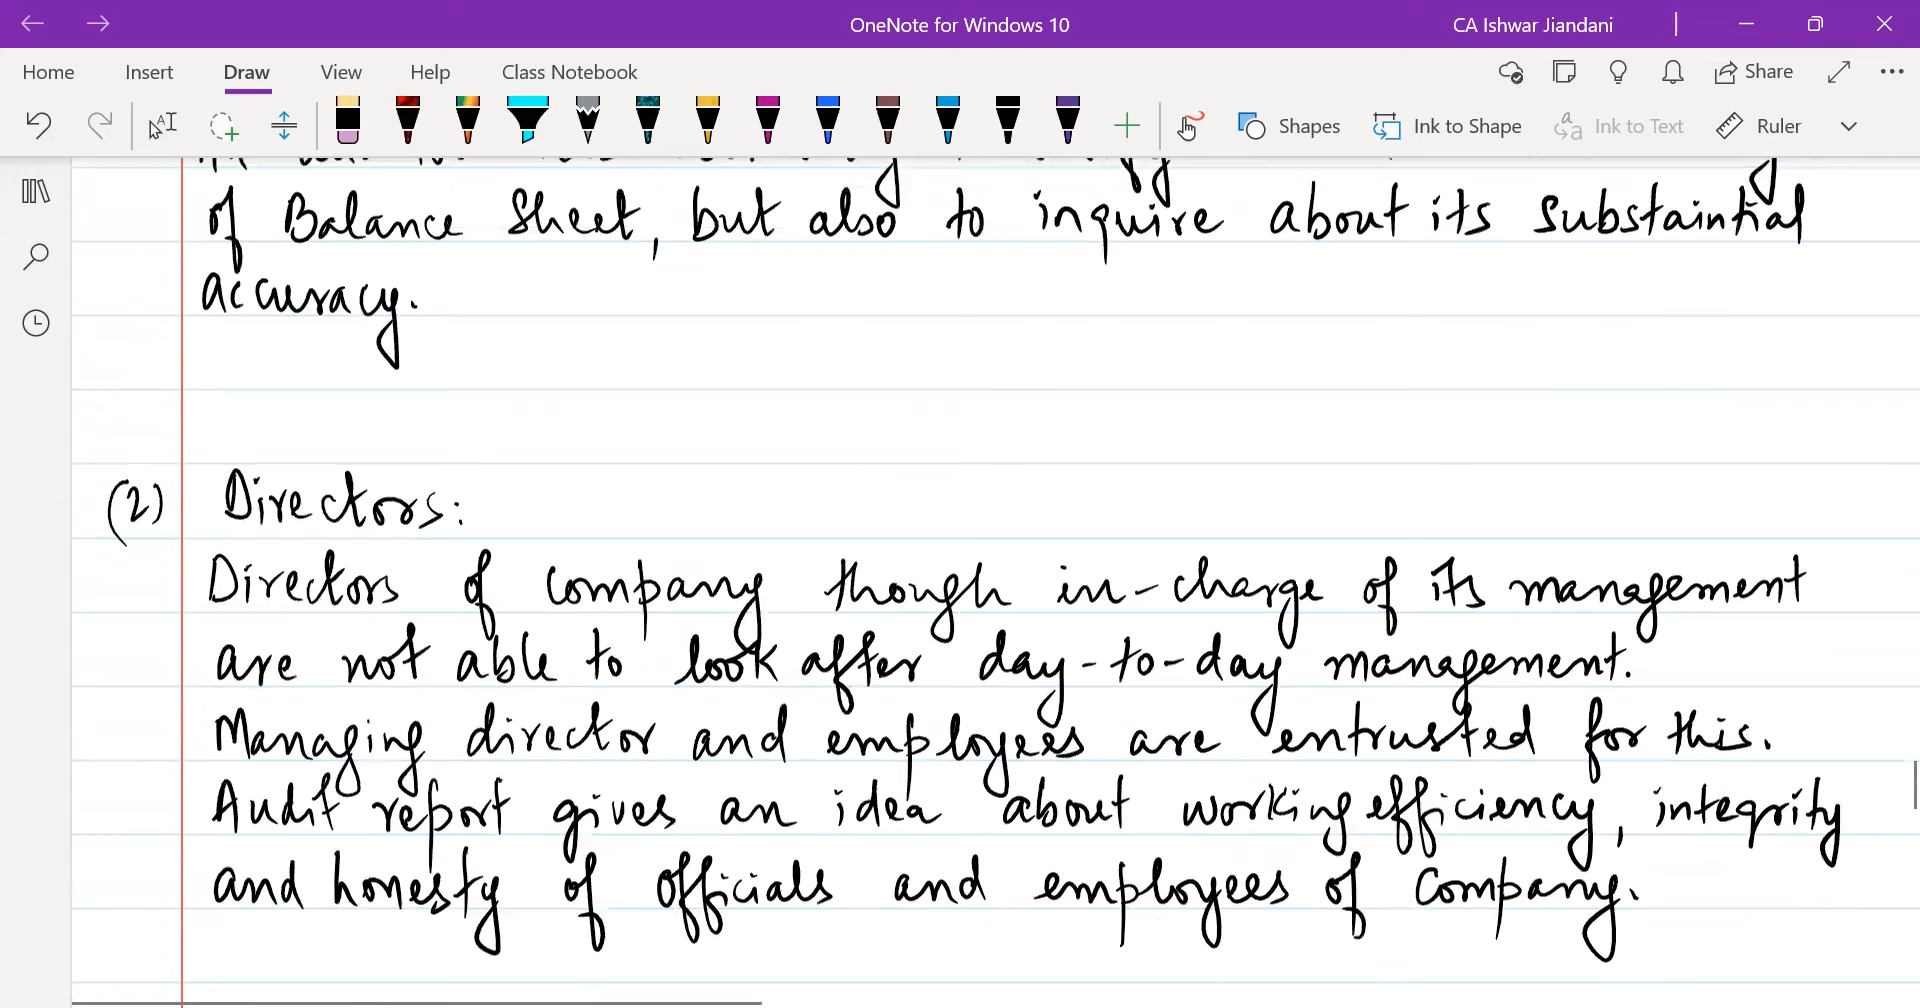 OneNote for Windows 10
CA Ishwar Jiandani
Home Insert Draw View Help Class Notebook
Share
Shapes Ink to Shape Ink to Text Ruler
of Balance Sheet, but also to inquire about its substaintial
accuracy.
(2) Directors:
Directors of company though in-charge of its management
are not able to look after day-to-day management.
Managing director and employees are entrusted for this.
Audit report gives an idea about working efficiency, integrity
and honesty of officials and employees of Company.